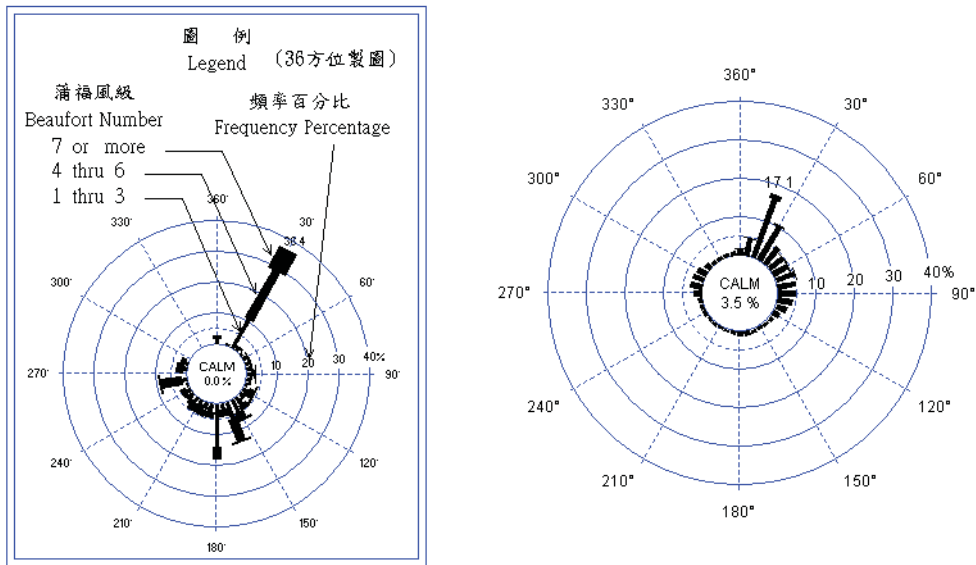 圖 例
Legend (36方位製圖)
蒲福風級
Beaufort Number
7 or more
4 thru 6
1 thru 3
頻率百分比
Frequency Percentage
360°
330° 30°
300° 60°
270° 90°
240° 120°
210° 150°
180°
10 20 30 40%
CALM
0.0 %
360°
330° 30°
300° 60°
270° 90°
240° 120°
210° 150°
180°
17.1
10 20 30 40%
CALM
3.5 %